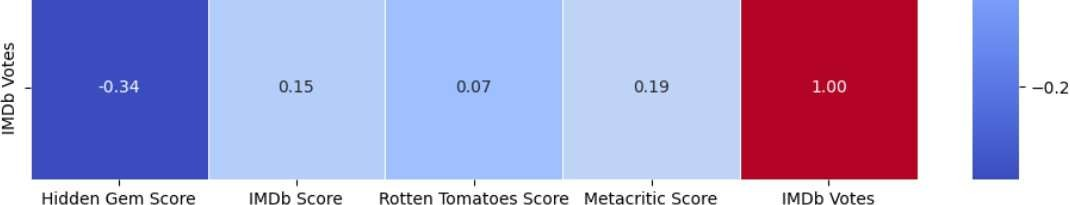 IMDb Votes
-0.34 0.15 0.07 0.19 1.00
−0.2
Hidden Gem Score IMDb Score Rotten Tomatoes Score Metacritic Score IMDb Votes